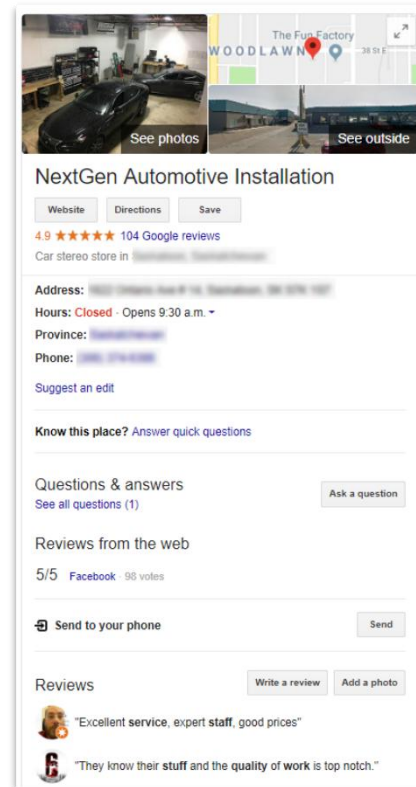 The Fun Factory
WOODLAWN
38 St E
See photos
See outside
NextGen Automotive Installation
Website
Directions
Save
4.9 ★★★★★ 104 Google reviews
Car stereo store in
Address:
Hours: Closed · Opens 9:30 a.m.
Province:
Phone:
Suggest an edit
Know this place? Answer quick questions
Questions & answers
See all questions (1)
Ask a question
Reviews from the web
5/5 Facebook · 98 votes
Send to your phone
Send
Reviews
Write a review
Add a photo
"Excellent service, expert staff, good prices"
"They know their stuff and the quality of work is top notch."